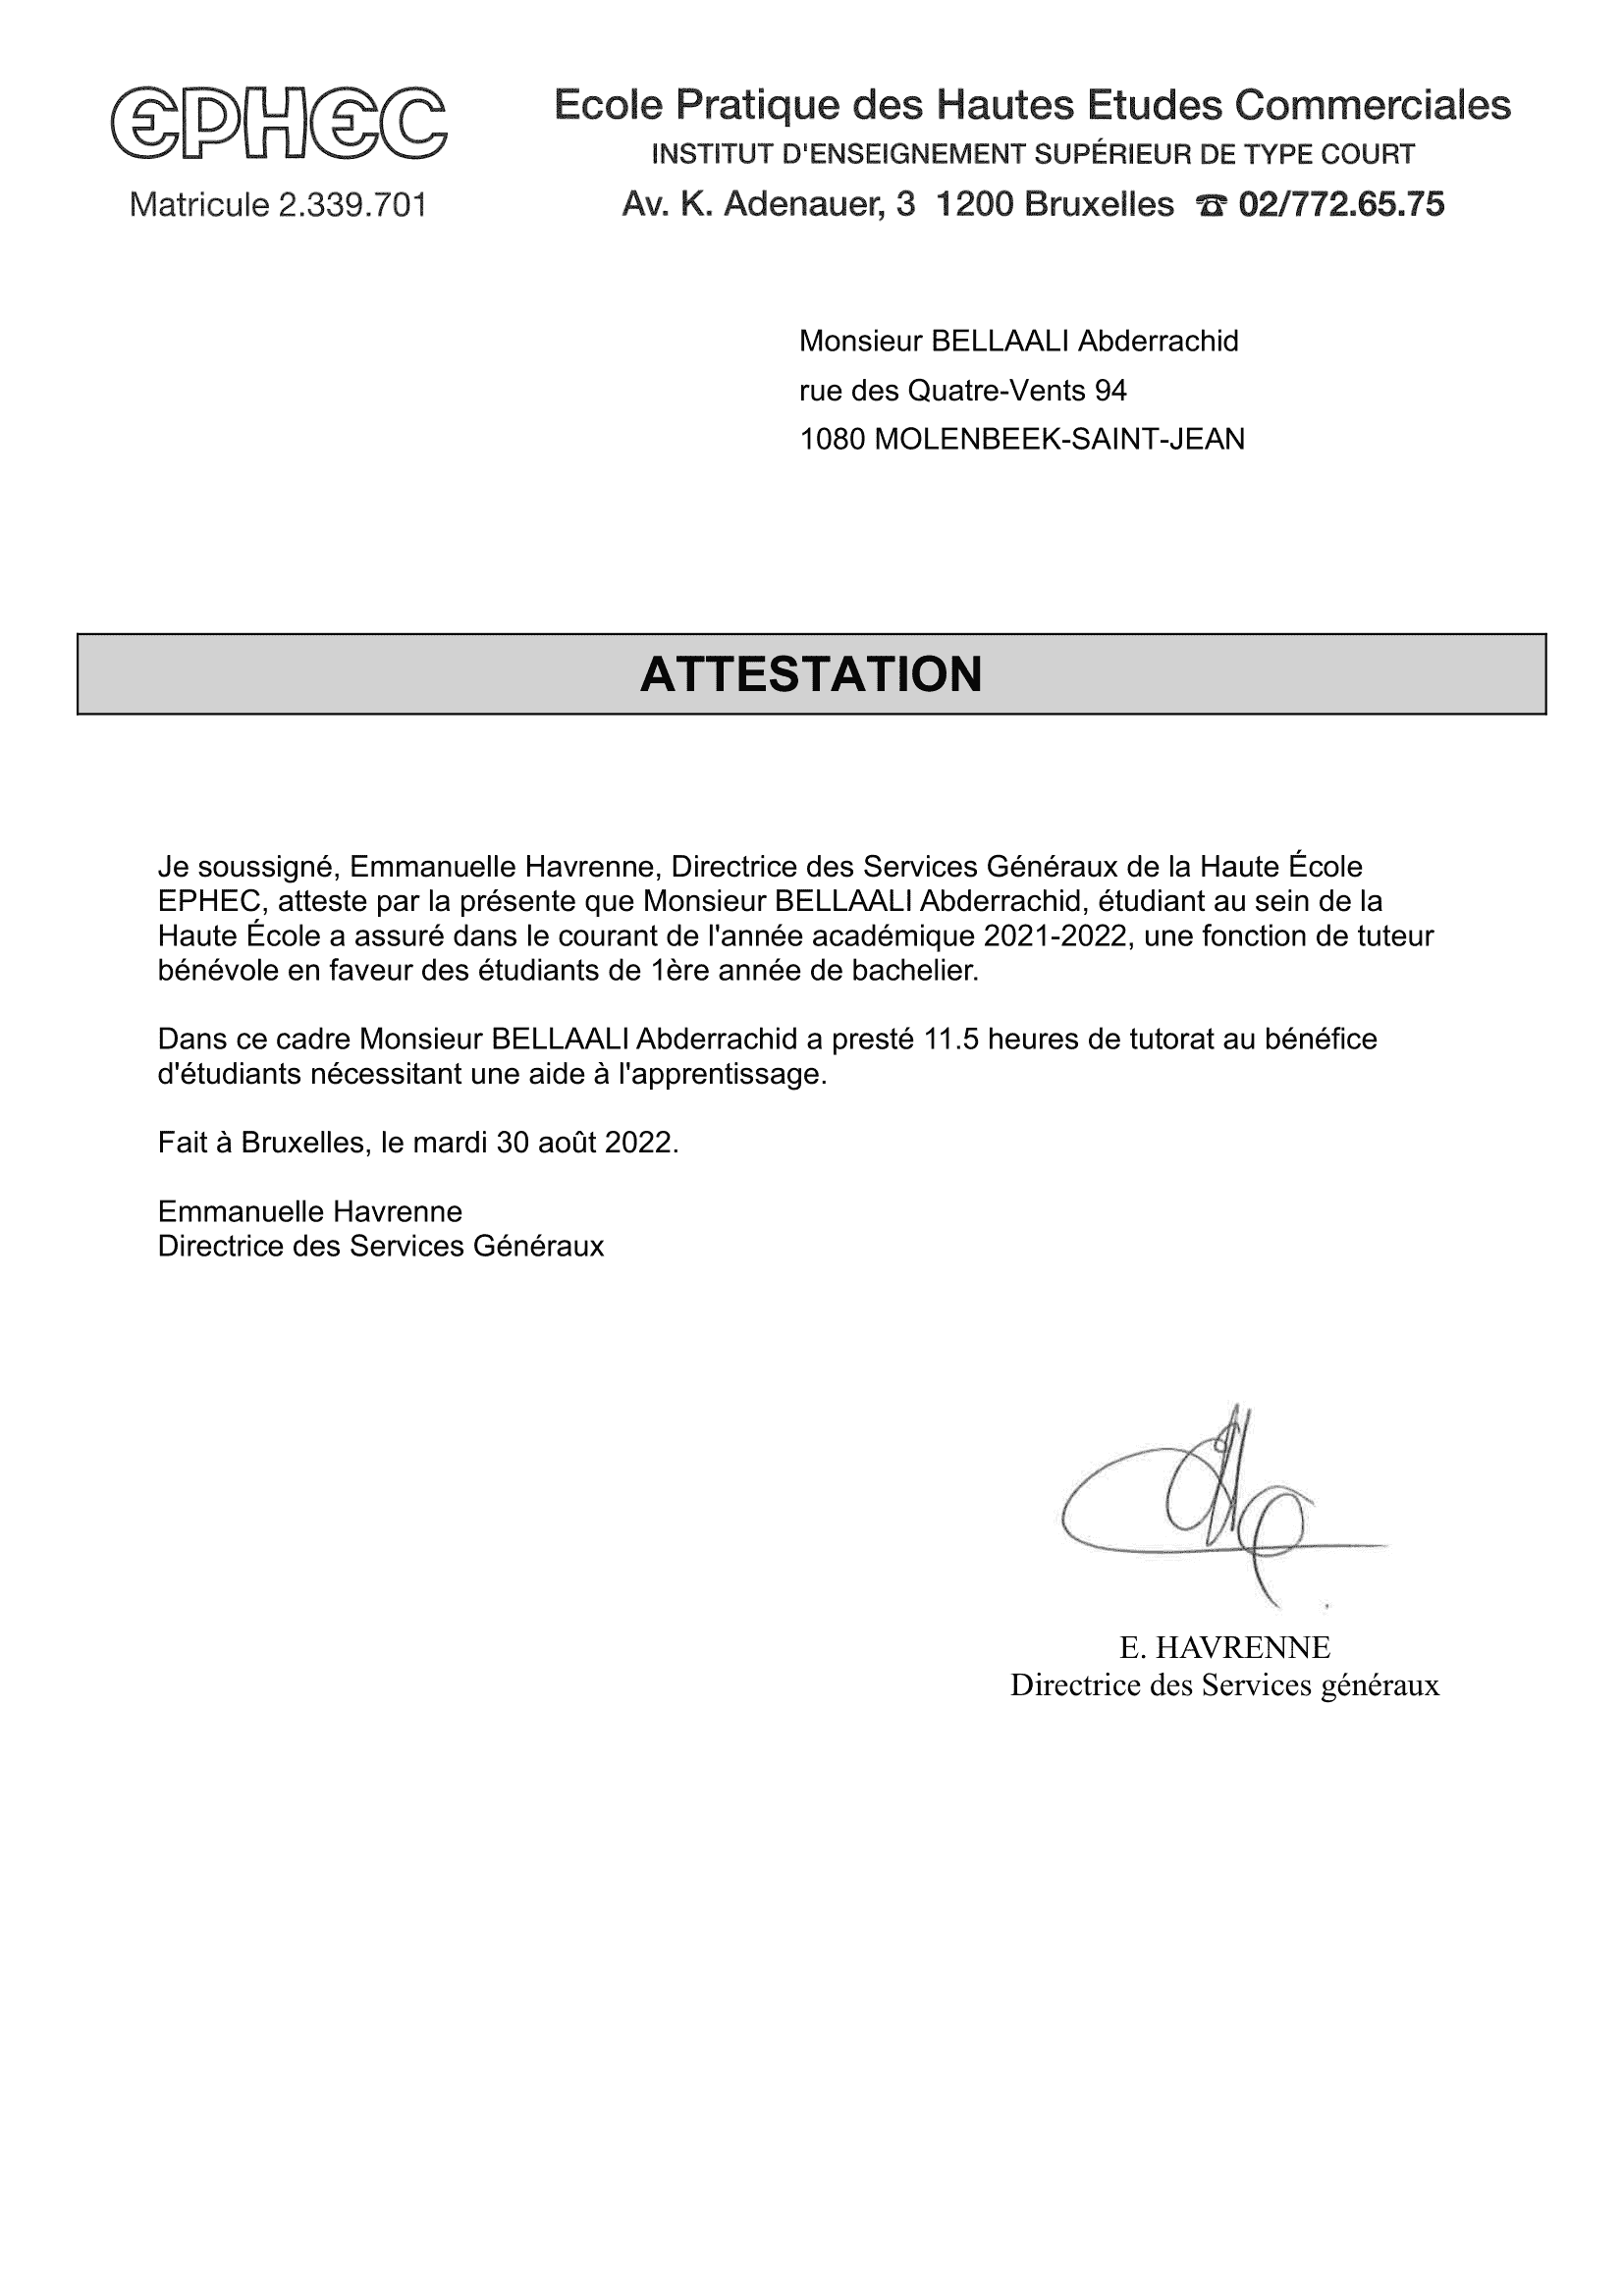 EPHEC
Matricule 2.339.701
Ecole Pratique des Hautes Etudes Commerciales
INSTITUT D'ENSEIGNEMENT SUPÉRIEUR DE TYPE COURT
Av. K. Adenauer, 3 1200 Bruxelles ☎ 02/772.65.75
Monsieur BELLAALI Abderrachid
rue des Quatre-Vents 94
1080 MOLENBEEK-SAINT-JEAN
ATTESTATION
Je soussigné, Emmanuelle Havrenne, Directrice des Services Généraux de la Haute École
EPHEC, atteste par la présente que Monsieur BELLAALI Abderrachid, étudiant au sein de la
Haute École a assuré dans le courant de l'année académique 2021-2022, une fonction de tuteur
bénévole en faveur des étudiants de 1ère année de bachelier.
Dans ce cadre Monsieur BELLAALI Abderrachid a presté 11.5 heures de tutorat au bénéfice
d'étudiants nécessitant une aide à l'apprentissage.
Fait à Bruxelles, le mardi 30 août 2022.
Emmanuelle Havrenne
Directrice des Services Généraux
E. HAVRENNE
Directrice des Services généraux